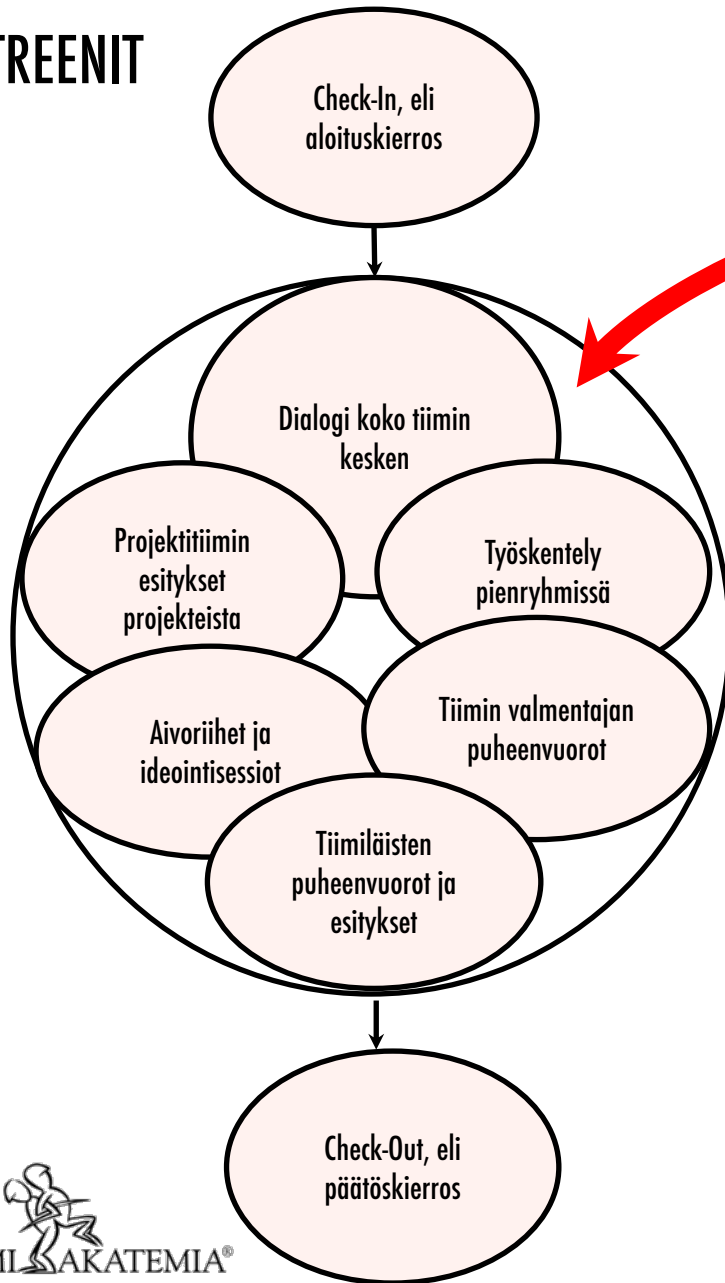 TREENIT
Check-In, eli
aloituskierros
Dialogi koko tiimin
kesken
Projektitiimin
esitykset
projekteista
Työskentely
pienryhmissä
Aivoriihet ja
ideointisessiot
Tiimin valmentajan
puheenvuorot
Tiimiläisten
puheenvuorot ja
esitykset
Check-Out, eli
päätöskierros
MI AKATEMIA®